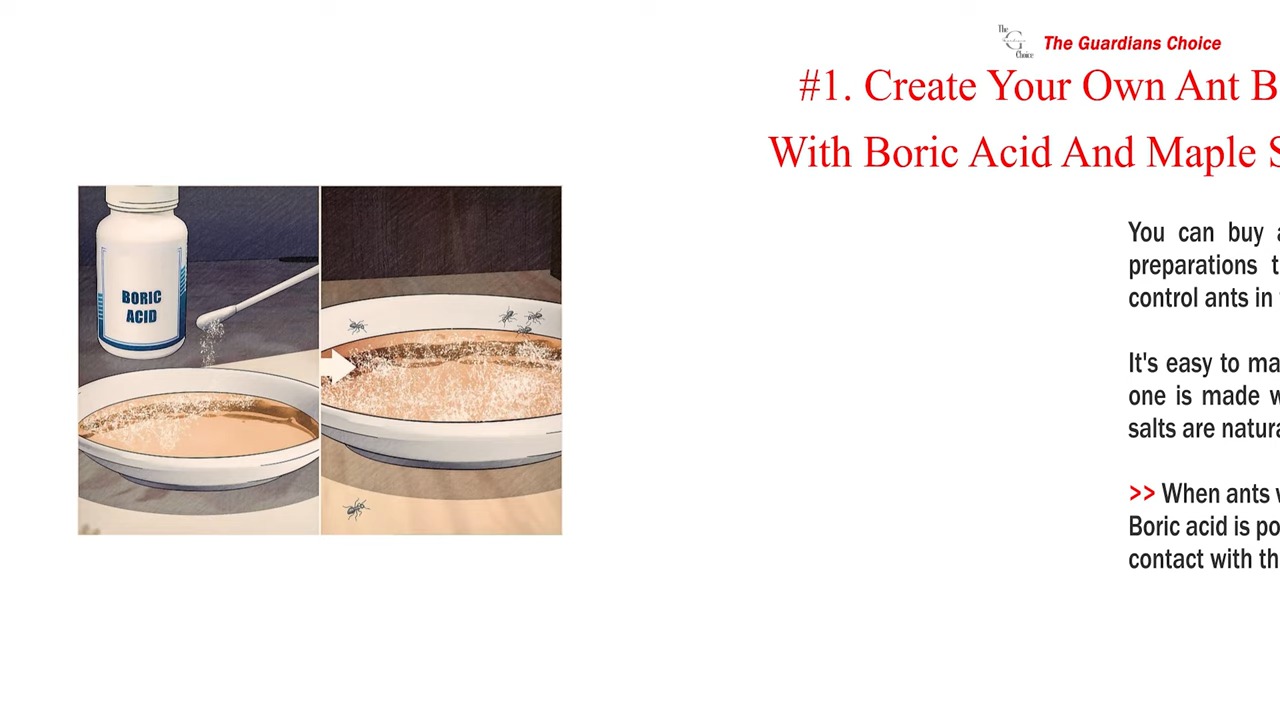 The
G
Choice
The Guardians Choice
#1. Create Your Own Ant B
With Boric Acid And Maple S
BORIC
ACID
You can buy a
preparations t
control ants in
It's easy to ma
one is made w
salts are natura
>> When ants w
Boric acid is po
contact with th